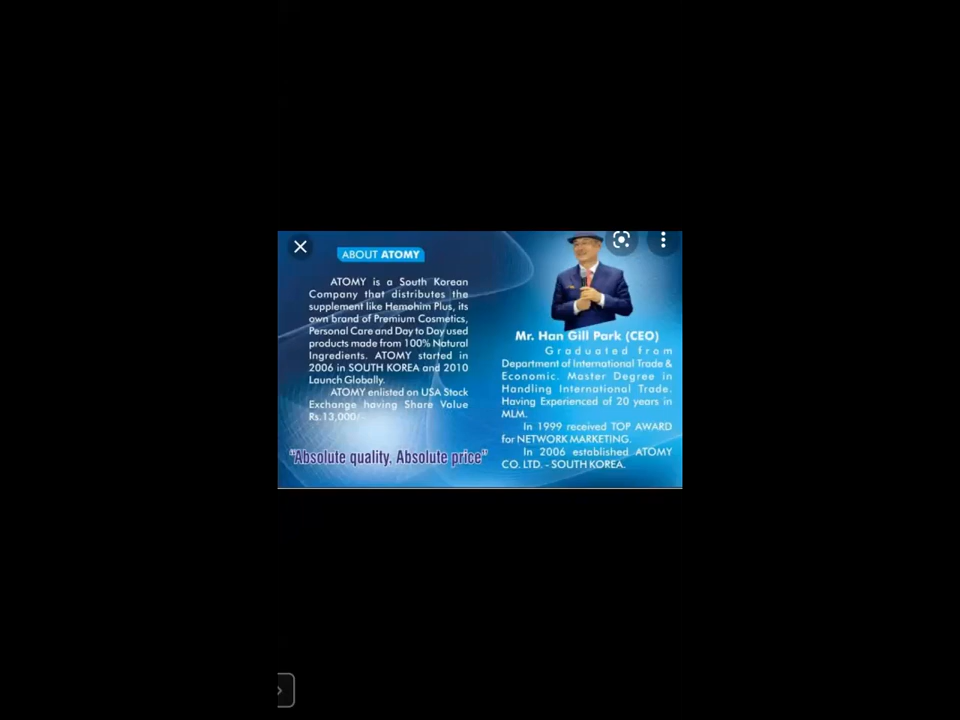 ABOUT ATOMY
ATOMY is a South Korean
Company that distributes the
supplement like Hemohim Plus, its
own brand of Premium Cosmetics,
Personal Care and Day to Day used
products made from 100% Natural
Ingredients. ATOMY started in
2006 in SOUTH KOREA and 2010
Launch Globally.
ATOMY enlisted on USA Stock
Exchange having Share Value
Rs.13,000/-
"Absolute quality, Absolute price"
Mr. Han Gill Park (CEO)
Graduated from
Department of International Trade &
Economic. Master Degree in
Handling International Trade.
Having Experienced of 20 years in
MLM.
In 1999 received TOP AWARD
for NETWORK MARKETING.
In 2006 established ATOMY
CO. LTD. - SOUTH KOREA.